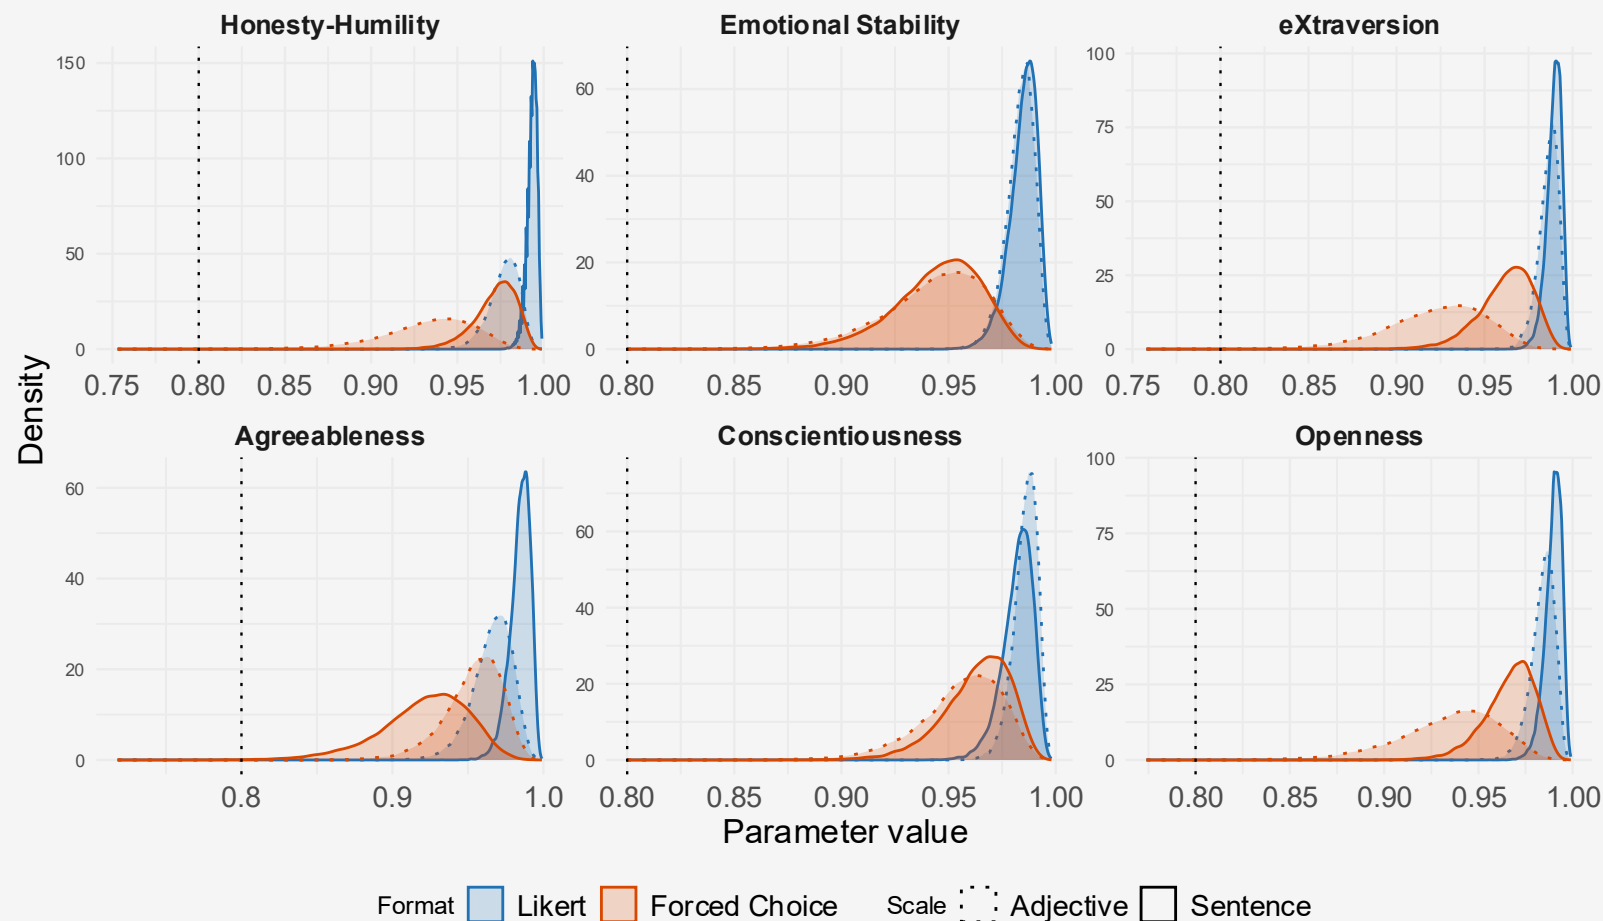 Honesty-Humility
Emotional Stability
eXtraversion
150
100
50
0
0.75 0.80 0.85 0.90 0.95 1.00
60
40
20
0
0.80 0.85 0.90 0.95 1.00
100
75
50
25
0
0.75 0.80 0.85 0.90 0.95 1.00
Density
Agreeableness
Conscientiousness
Openness
60
40
20
0
0.8 0.9 1.0
60
40
20
0
0.80 0.85 0.90 0.95 1.00
100
75
50
25
0
0.80 0.85 0.90 0.95 1.00
Parameter value
Format Likert Forced Choice Scale Adjective Sentence